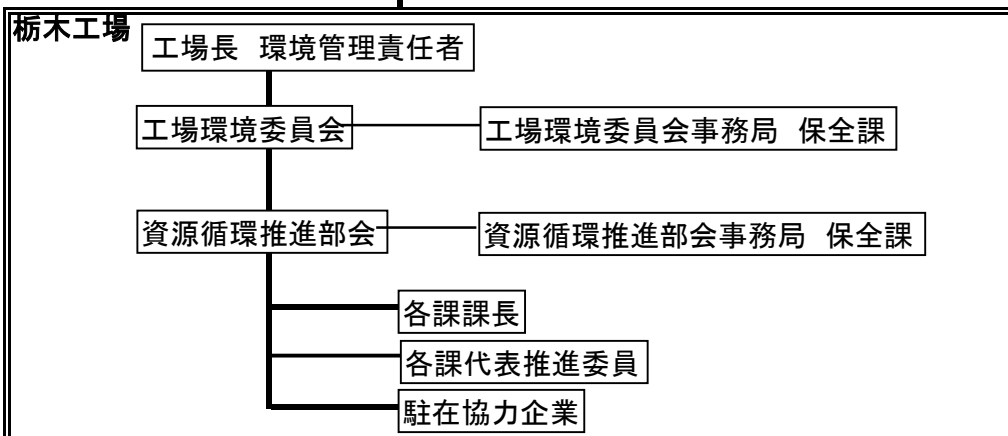 栃木工場
工場長 環境管理責任者
工場環境委員会
工場環境委員会事務局 保全課
資源循環推進部会
資源循環推進部会事務局 保全課
各課課長
各課代表推進委員
駐在協力企業